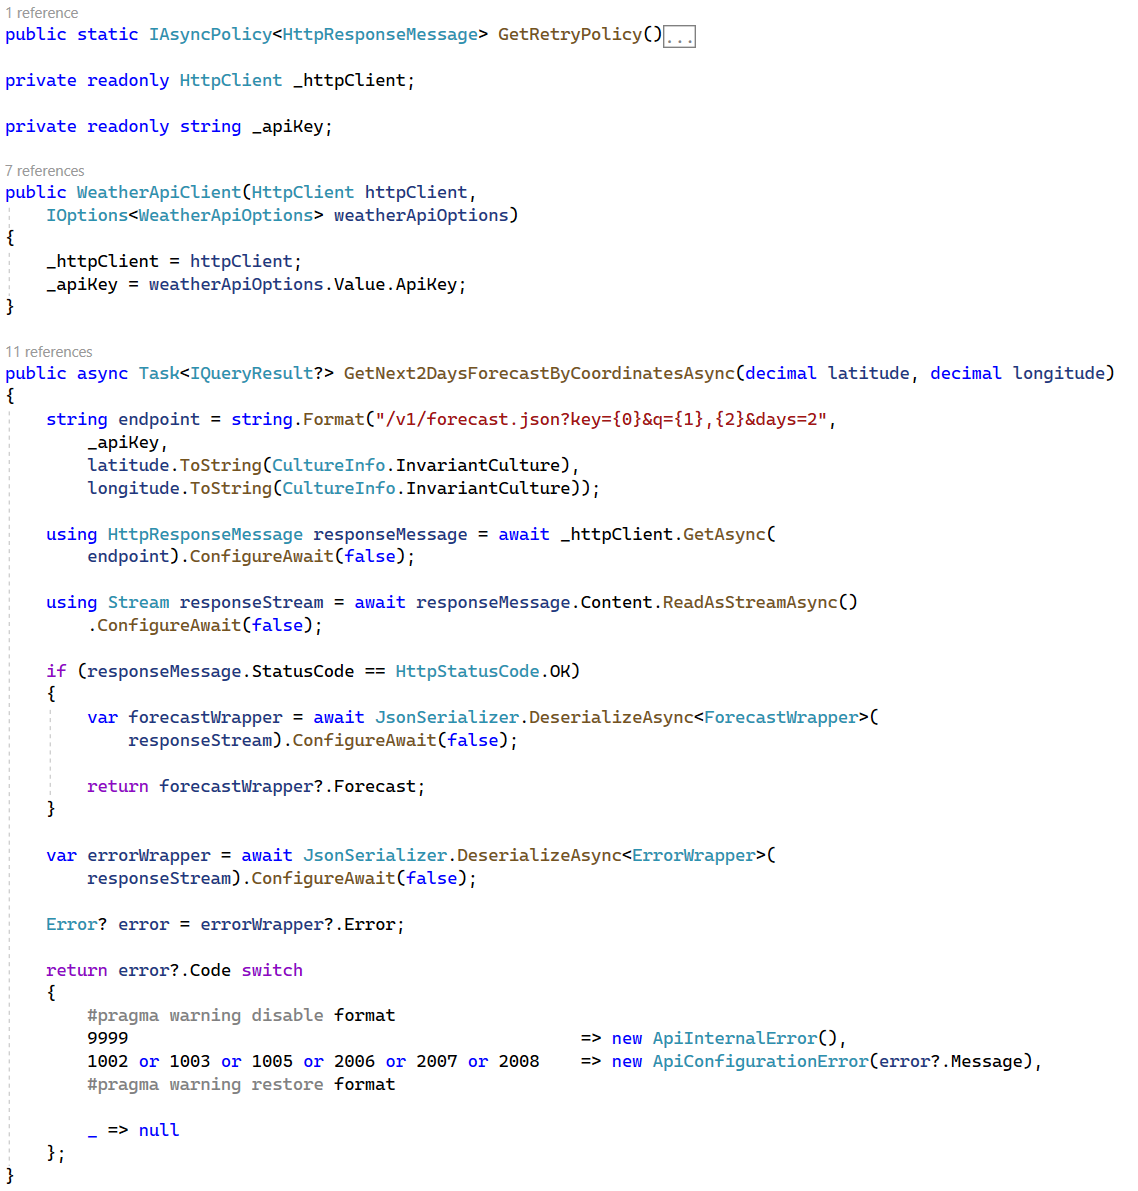 1 reference
public static IAsyncPolicy<HttpResponseMessage> GetRetryPolicy()...
private readonly HttpClient _httpClient;
private readonly string _apiKey;
7 references
public WeatherApiClient(HttpClient httpClient,
    IOptions<WeatherApiOptions> weatherApiOptions)
{
    _httpClient = httpClient;
    _apiKey = weatherApiOptions.Value.ApiKey;
}
11 references
public async Task<IQueryResult?> GetNext2DaysForecastByCoordinatesAsync(decimal latitude, decimal longitude)
{
    string endpoint = string.Format("/v1/forecast.json?key={0}&q={1},{2}&days=2",
        _apiKey,
        latitude.ToString(CultureInfo.InvariantCulture),
        longitude.ToString(CultureInfo.InvariantCulture));
    using HttpResponseMessage responseMessage = await _httpClient.GetAsync(
        endpoint).ConfigureAwait(false);
    using Stream responseStream = await responseMessage.Content.ReadAsStreamAsync()
        .ConfigureAwait(false);
    if (responseMessage.StatusCode == HttpStatusCode.OK)
    {
        var forecastWrapper = await JsonSerializer.DeserializeAsync<ForecastWrapper>(
            responseStream).ConfigureAwait(false);
        return forecastWrapper?.Forecast;
    }
    var errorWrapper = await JsonSerializer.DeserializeAsync<ErrorWrapper>(
        responseStream).ConfigureAwait(false);
    Error? error = errorWrapper?.Error;
    return error?.Code switch
    {
        #pragma warning disable format
        9999                                            => new ApiInternalError(),
        1002 or 1003 or 1005 or 2006 or 2007 or 2008    => new ApiConfigurationError(error?.Message),
        #pragma warning restore format
        _ => null
    };
}